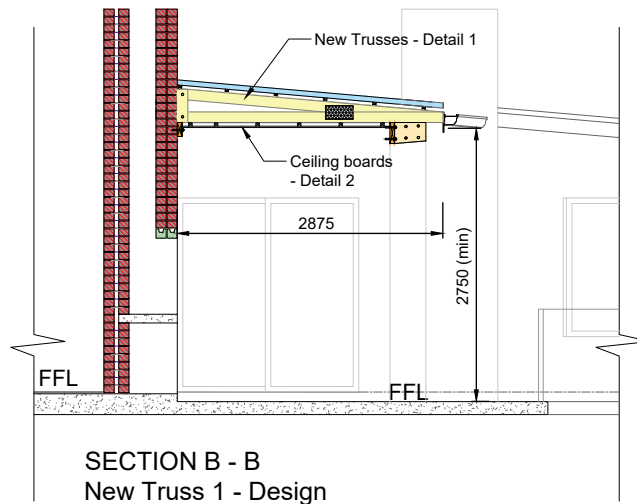 New Trusses - Detail 1
Ceiling boards
- Detail 2
2875
2750 (min)
FFL
FFL
SECTION B - B
New Truss 1 - Design